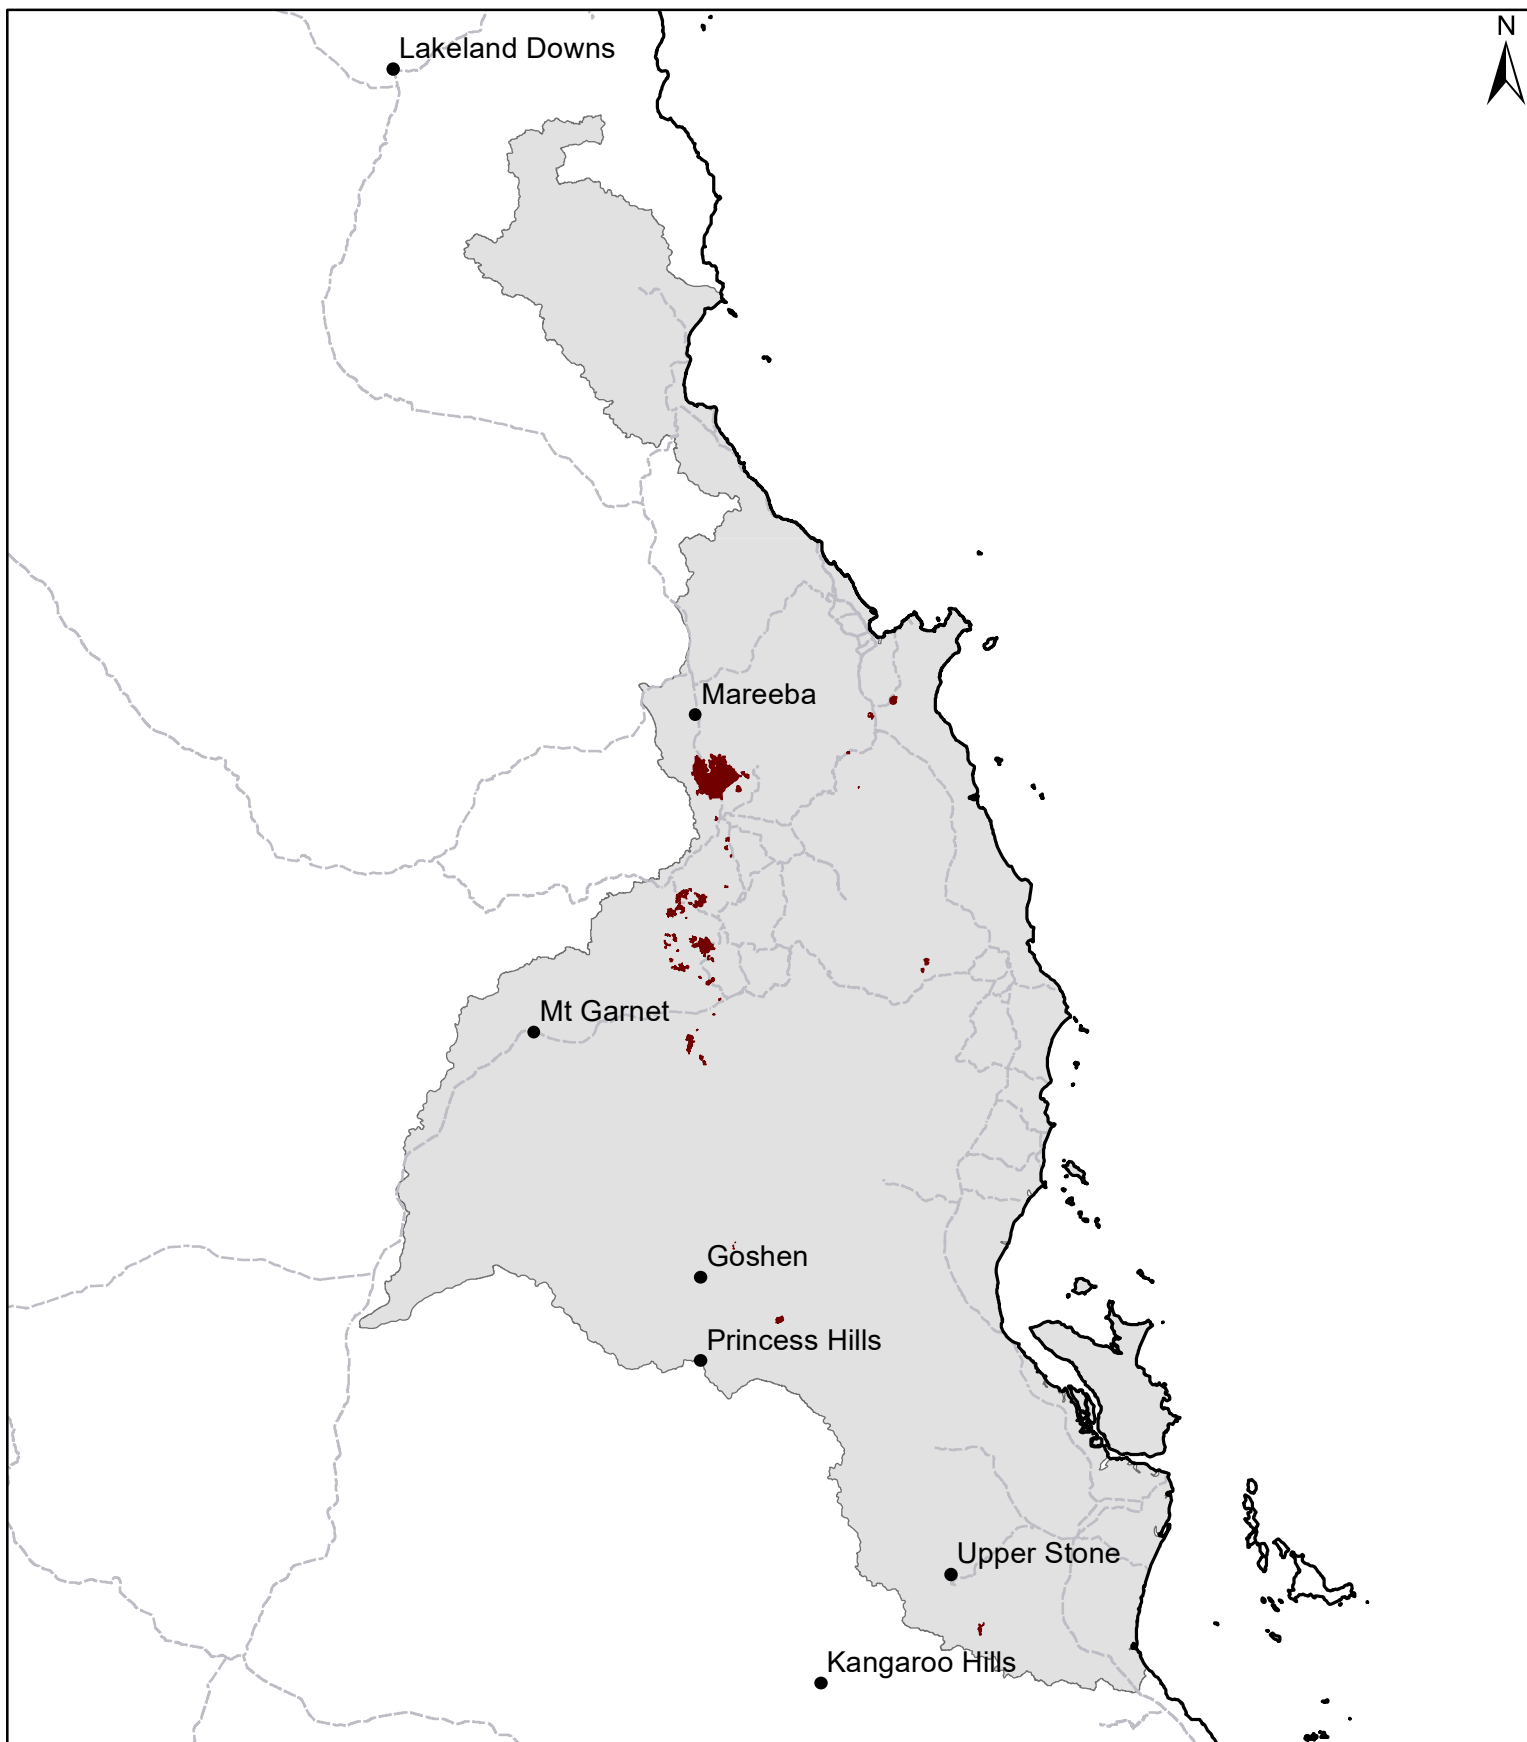 N
Lakeland Downs
Mareeba
Mt Garnet
Goshen
Princess Hills
Upper Stone
Kangaroo Hills